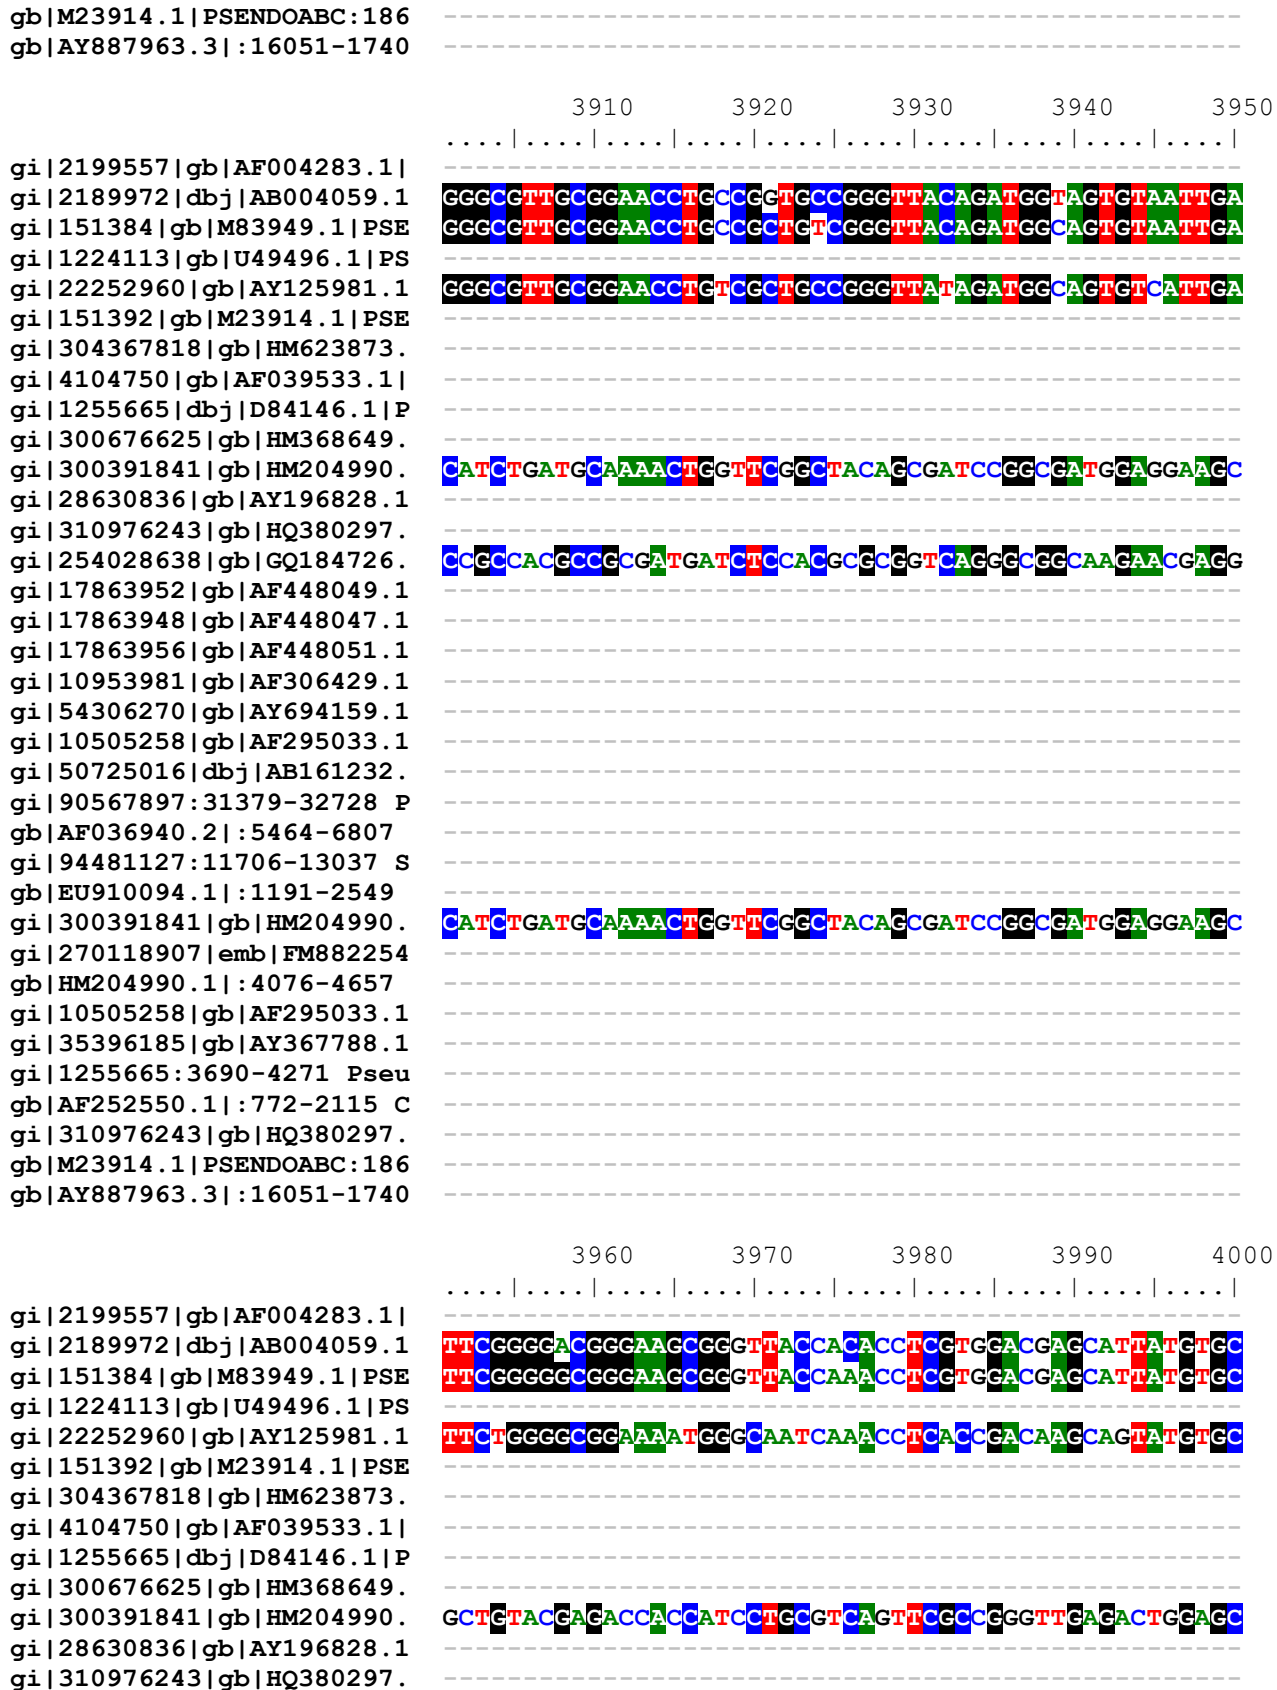 gb|M23914.1|PSENDOABC:186 --------------------------------------------------
gb|AY887963.3|:16051-1740 --------------------------------------------------
3910 3920 3930 3940 3950
....|....|....|....|....|....|....|....|....|....|
gi|2199557|gb|AF004283.1| --------------------------------------------------
gi|2189972|dbj|AB004059.1 GGGCGTTGCGGAACCTGCCGGTGCCGGGTTACAGATGGTAGTGTAATTGA
gi|151384|gb|M83949.1|PSE GGGCGTTGCGGAACCTGCCGCTGTCGGGTTACAGATGGCAGTGTAATTGA
gi|1224113|gb|U49496.1|PS --------------------------------------------------
gi|22252960|gb|AY125981.1 GGGCGTTGCGGAACCTGTCGCTGCCGGGTTATAGATGGCAGTGTCATTGA
gi|151392|gb|M23914.1|PSE --------------------------------------------------
gi|304367818|gb|HM623873. --------------------------------------------------
gi|4104750|gb|AF039533.1| --------------------------------------------------
gi|1255665|dbj|D84146.1|P --------------------------------------------------
gi|300676625|gb|HM368649. --------------------------------------------------
gi|300391841|gb|HM204990. CATCTGATGCAAAACTGGTTCGGCTACAGCGATCCGGCGATGGAGGAAGC
gi|28630836|gb|AY196828.1 --------------------------------------------------
gi|310976243|gb|HQ380297. --------------------------------------------------
gi|254028638|gb|GQ184726. CCGCCACGCCGCGATGATCTCCACGCGCGGTCAGGGCGGCAAGAACGAGG
gi|17863952|gb|AF448049.1 --------------------------------------------------
gi|17863948|gb|AF448047.1 --------------------------------------------------
gi|17863956|gb|AF448051.1 --------------------------------------------------
gi|10953981|gb|AF306429.1 --------------------------------------------------
gi|54306270|gb|AY694159.1 --------------------------------------------------
gi|10505258|gb|AF295033.1 --------------------------------------------------
gi|50725016|dbj|AB161232. --------------------------------------------------
gi|90567897:31379-32728 P --------------------------------------------------
gb|AF036940.2|:5464-6807 --------------------------------------------------
gi|94481127:11706-13037 S --------------------------------------------------
gb|EU910094.1|:1191-2549 --------------------------------------------------
gi|300391841|gb|HM204990. CATCTGATGCAAAACTGGTTCGGCTACAGCGATCCGGCGATGGAGGAAGC
gi|270118907|emb|FM882254 --------------------------------------------------
gb|HM204990.1|:4076-4657 --------------------------------------------------
gi|10505258|gb|AF295033.1 --------------------------------------------------
gi|35396185|gb|AY367788.1 --------------------------------------------------
gi|1255665:3690-4271 Pseu --------------------------------------------------
gb|AF252550.1|:772-2115 C --------------------------------------------------
gi|310976243|gb|HQ380297. --------------------------------------------------
gb|M23914.1|PSENDOABC:186 --------------------------------------------------
gb|AY887963.3|:16051-1740 --------------------------------------------------
3960 3970 3980 3990 4000
....|....|....|....|....|....|....|....|....|....|
gi|2199557|gb|AF004283.1| --------------------------------------------------
gi|2189972|dbj|AB004059.1 TTCGGGGACGGGAAGCGGGTTACCACACCTCGTGGACGAGCATTATGTGC
gi|151384|gb|M83949.1|PSE TTCGGGGGCGGGAAGCGGGTTACCAAACCTCGTGGACGAGCATTATGTGC
gi|1224113|gb|U49496.1|PS --------------------------------------------------
gi|22252960|gb|AY125981.1 TTCTGGGGCGGAAAATGGGCAATCAAACCTCACCGACAAGCAGTATGTGC
gi|151392|gb|M23914.1|PSE --------------------------------------------------
gi|304367818|gb|HM623873. --------------------------------------------------
gi|4104750|gb|AF039533.1| --------------------------------------------------
gi|1255665|dbj|D84146.1|P --------------------------------------------------
gi|300676625|gb|HM368649. --------------------------------------------------
gi|300391841|gb|HM204990. GCTGTACGAGACCACCATCCTGCGTCAGTTCGCCGGGTTGAGACTGGAGC
gi|28630836|gb|AY196828.1 --------------------------------------------------
gi|310976243|gb|HQ380297. --------------------------------------------------